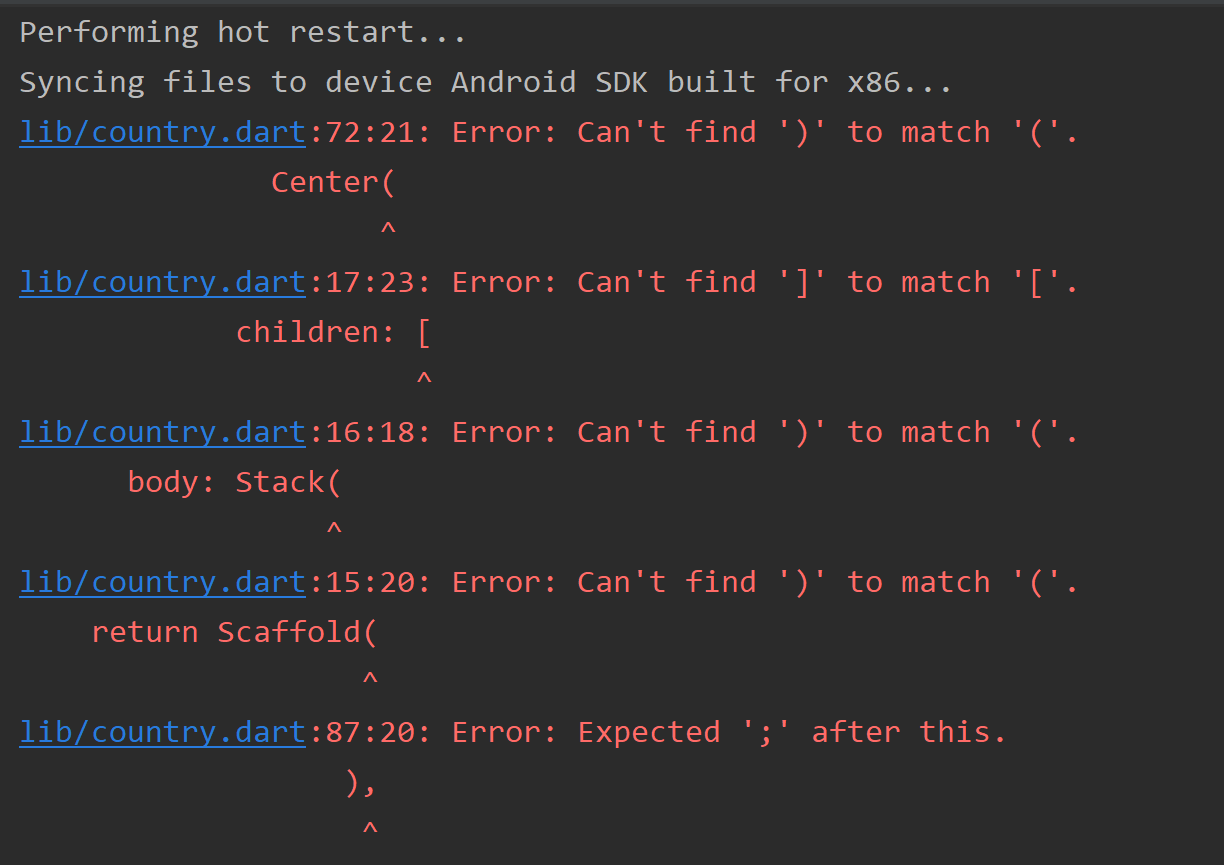 Performing hot restart...
Syncing files to device Android SDK built for x86...
lib/country.dart:72:21: Error: Can't find ')' to match '('.
Center(
^
lib/country.dart:17:23: Error: Can't find ']' to match '['.
children: [
^
lib/country.dart:16:18: Error: Can't find ')' to match '('.
body: Stack(
^
lib/country.dart:15:20: Error: Can't find ')' to match '('.
return Scaffold(
^
lib/country.dart:87:20: Error: Expected ';' after this.
),
^